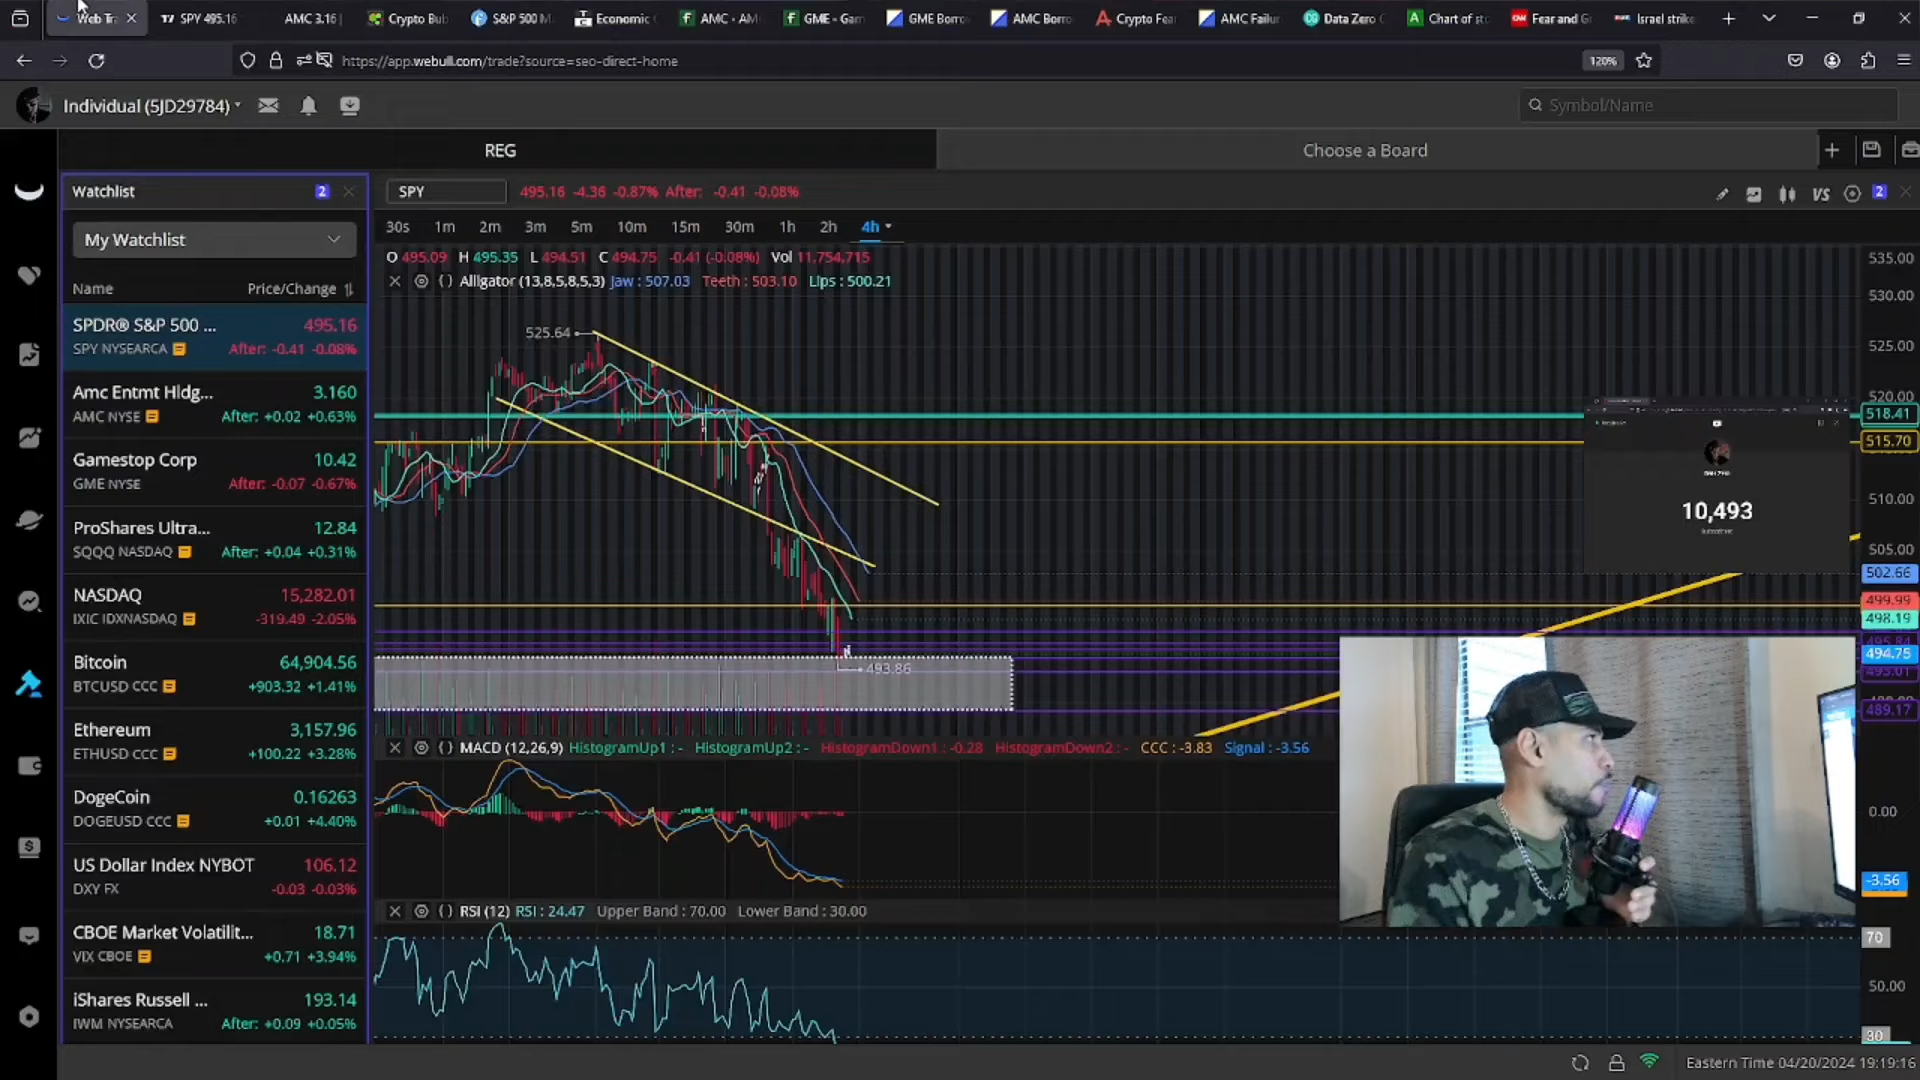 Web Tr
SPY 495.16
AMC 3.16
Crypto Bub
S&P 500 M
Economic
AMC - AM
GME - Gam
GME Borro
AMC Borro
Crypto Fea
AMC Failur
Data Zero
Chart of st
Fear and G
Israel strike
https://app.webull.com/trade?source=seo-direct-home
120%
Individual (5JD29784)
Symbol/Name
REG
Choose a Board
Watchlist
2
SPY
495.16 -4.36 -0.87% After: -0.41 -0.08%
VS
2
My Watchlist
30s 1m 2m 3m 5m 10m 15m 30m 1h 2h 4h
O 495.09 H 495.35 L 494.51 C 494.75 -0.41 (-0.08%) Vol 11,754,715
Alligator (13,8,5,8,5,3) Jaw : 507.03 Teeth : 503.10 Lips : 500.21
Name
Price/Change
SPDR® S&P 500 ...
495.16
SPY NYSEARCA
After: -0.41 -0.08%
Amc Entmt Hldg...
3.160
AMC NYSE
After: +0.02 +0.63%
Gamestop Corp
10.42
GME NYSE
After: -0.07 -0.67%
ProShares Ultra...
12.84
SQQQ NASDAQ
After: +0.04 +0.31%
NASDAQ
15,282.01
IXIC IDXNASDAQ
-319.49 -2.05%
Bitcoin
64,904.56
BTCUSD CCC
+903.32 +1.41%
Ethereum
3,157.96
ETHUSD CCC
+100.22 +3.28%
DogeCoin
0.16263
DOGEUSD CCC
+0.01 +4.40%
US Dollar Index NYBOT
106.12
DXY FX
-0.03 -0.03%
CBOE Market Volatilit...
18.71
VIX CBOE
+0.71 +3.94%
iShares Russell ...
193.14
IWM NYSEARCA
After: +0.09 +0.05%
525.64
493.86
535.00
530.00
525.00
520.00
518.41
515.70
510.00
505.00
502.66
499.99
498.19
494.75
489.17
10,493
MACD (12,26,9) HistogramUp1 : - HistogramUp2 : - HistogramDown1 : -0.28 HistogramDown2 : - CCC : -3.83 Signal : -3.56
0.00
-3.56
RSI (12) RSI : 24.47 Upper Band : 70.00 Lower Band : 30.00
70
50.00
30
Eastern Time 04/20/2024 19:19:16